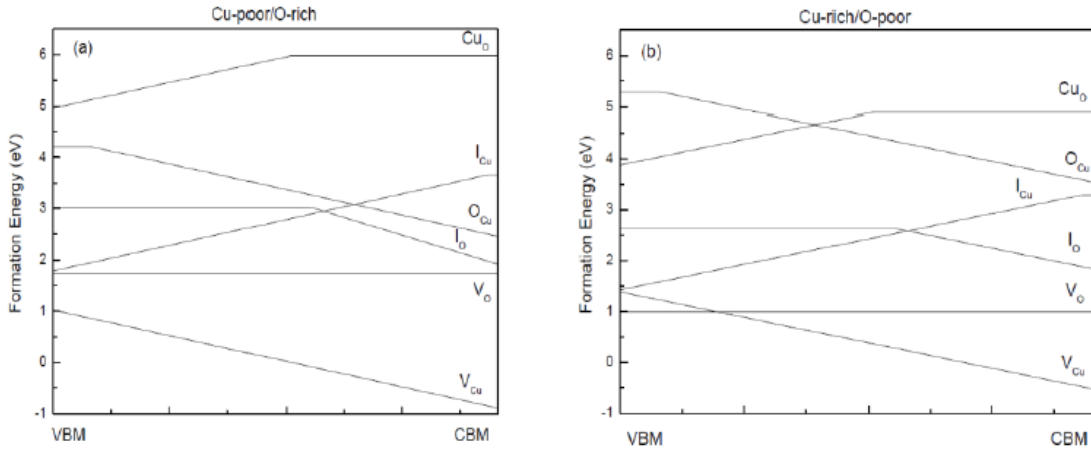 Cu-poor/O-rich
(a)
Formation Energy (eV)
6
5
4
3
2
1
0
-1
Cu_O
I_Cu
O_Cu
I_O
V_O
V_Cu
VBM
CBM
Cu-rich/O-poor
(b)
Formation Energy (eV)
6
5
4
3
2
1
0
-1
Cu_O
O_Cu
I_Cu
I_O
V_O
V_Cu
VBM
CBM